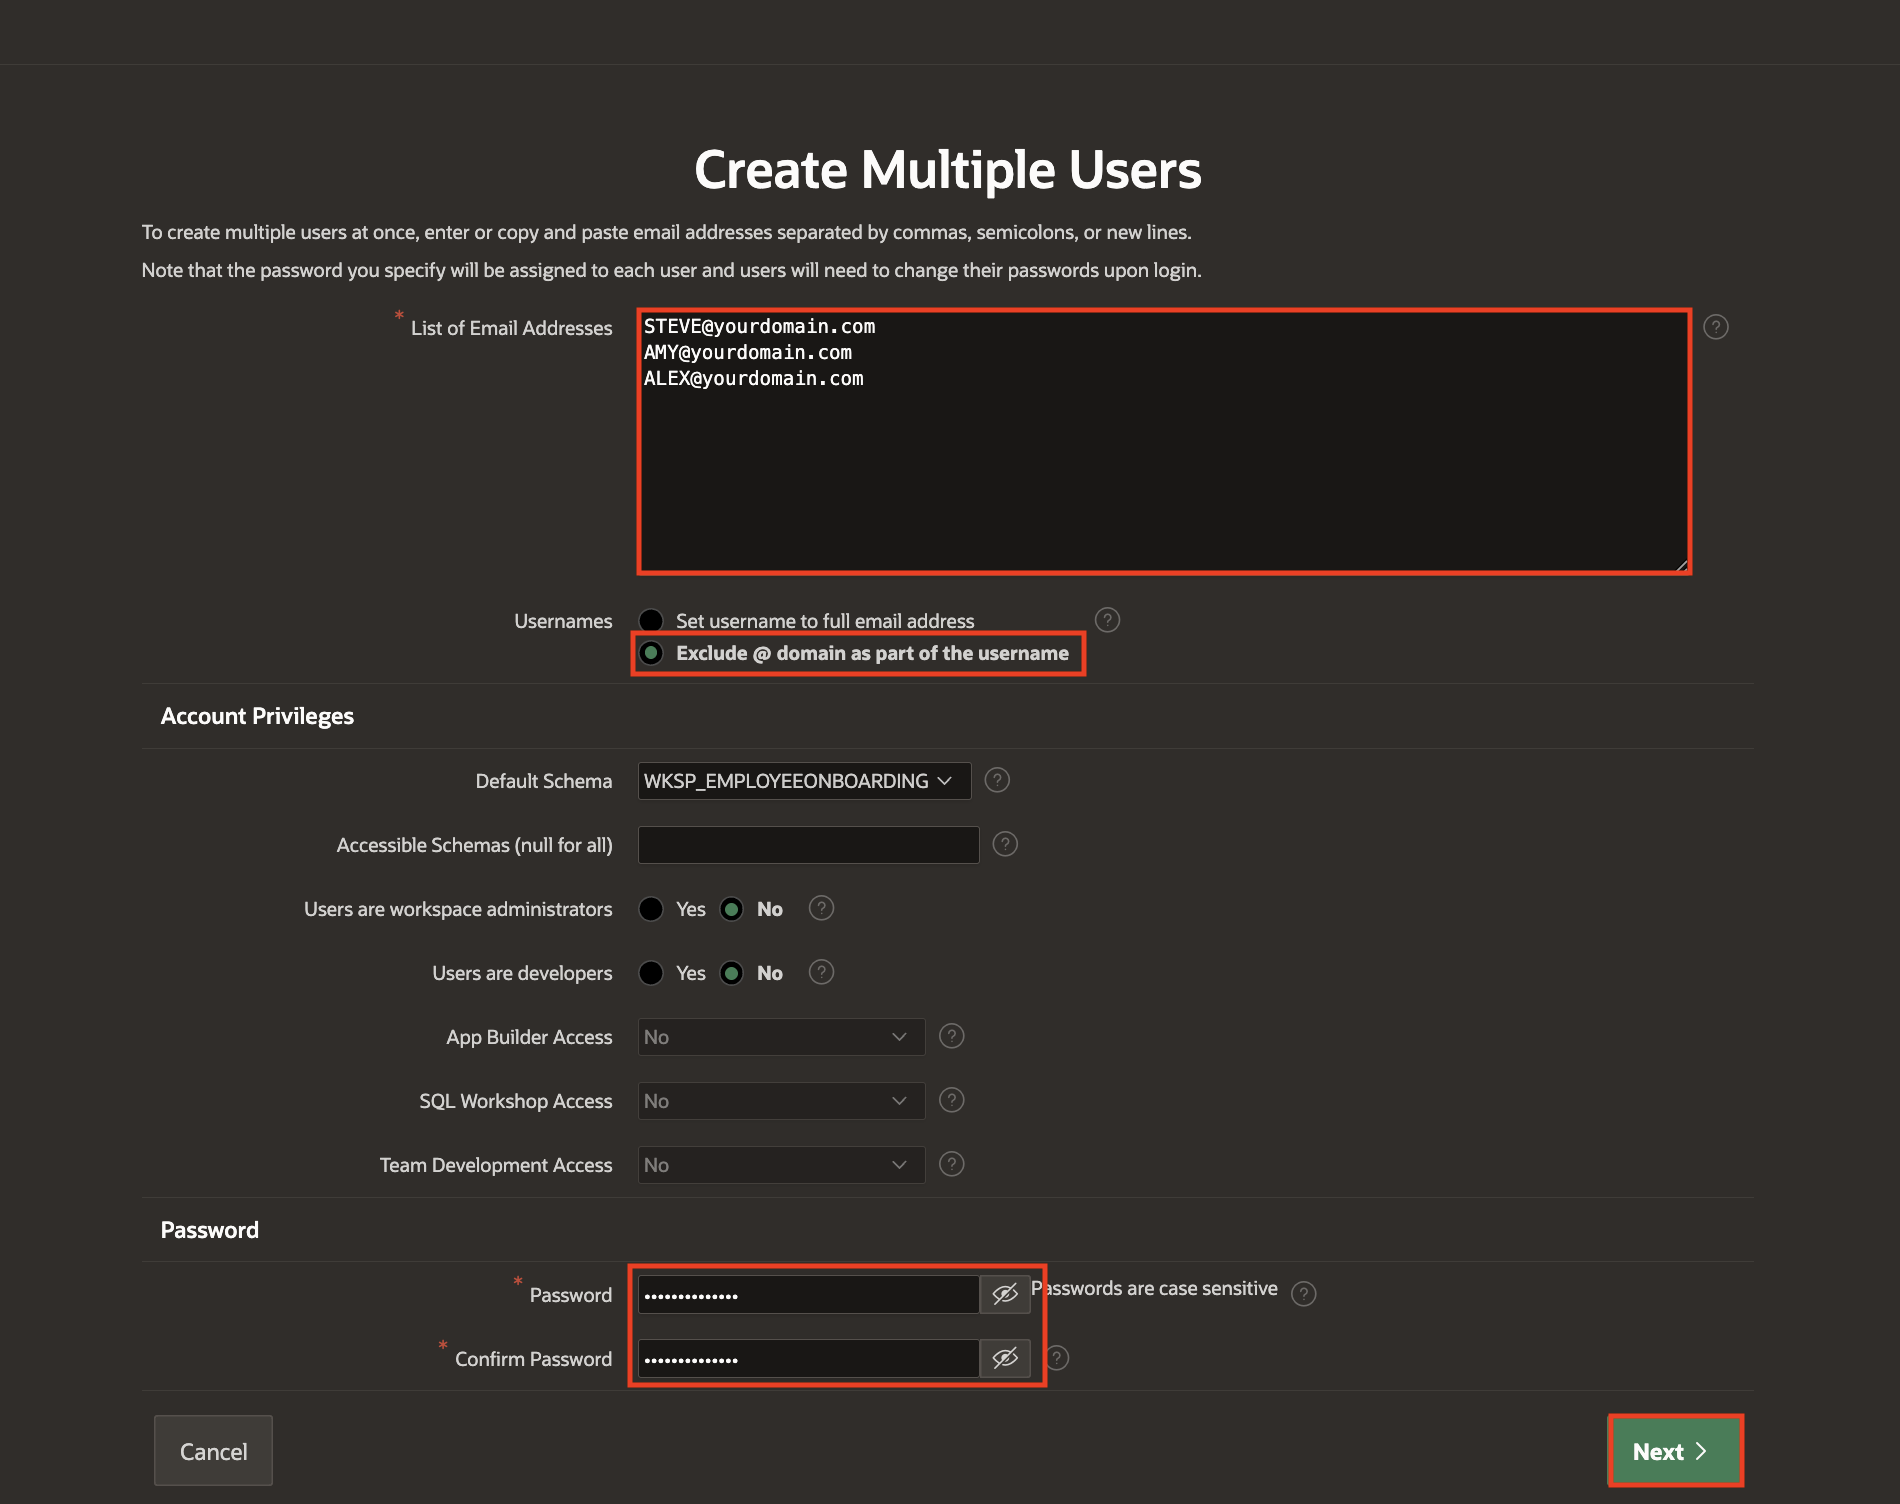 Create Multiple Users
To create multiple users at once, enter or copy and paste email addresses separated by commas, semicolons, or new lines.
Note that the password you specify will be assigned to each user and users will need to change their passwords upon login.
* List of Email Addresses
STEVE@yourdomain.com
AMY@yourdomain.com
ALEX@yourdomain.com
?
Usernames
Set username to full email address ?
Exclude @ domain as part of the username
Account Privileges
Default Schema WKSP_EMPLOYEEONBOARDING ?
Accessible Schemas (null for all) ?
Users are workspace administrators Yes No ?
Users are developers Yes No ?
App Builder Access No ?
SQL Workshop Access No ?
Team Development Access No ?
Password
* Password •••••••••••••• Passwords are case sensitive ?
* Confirm Password •••••••••••••• ?
Cancel Next >